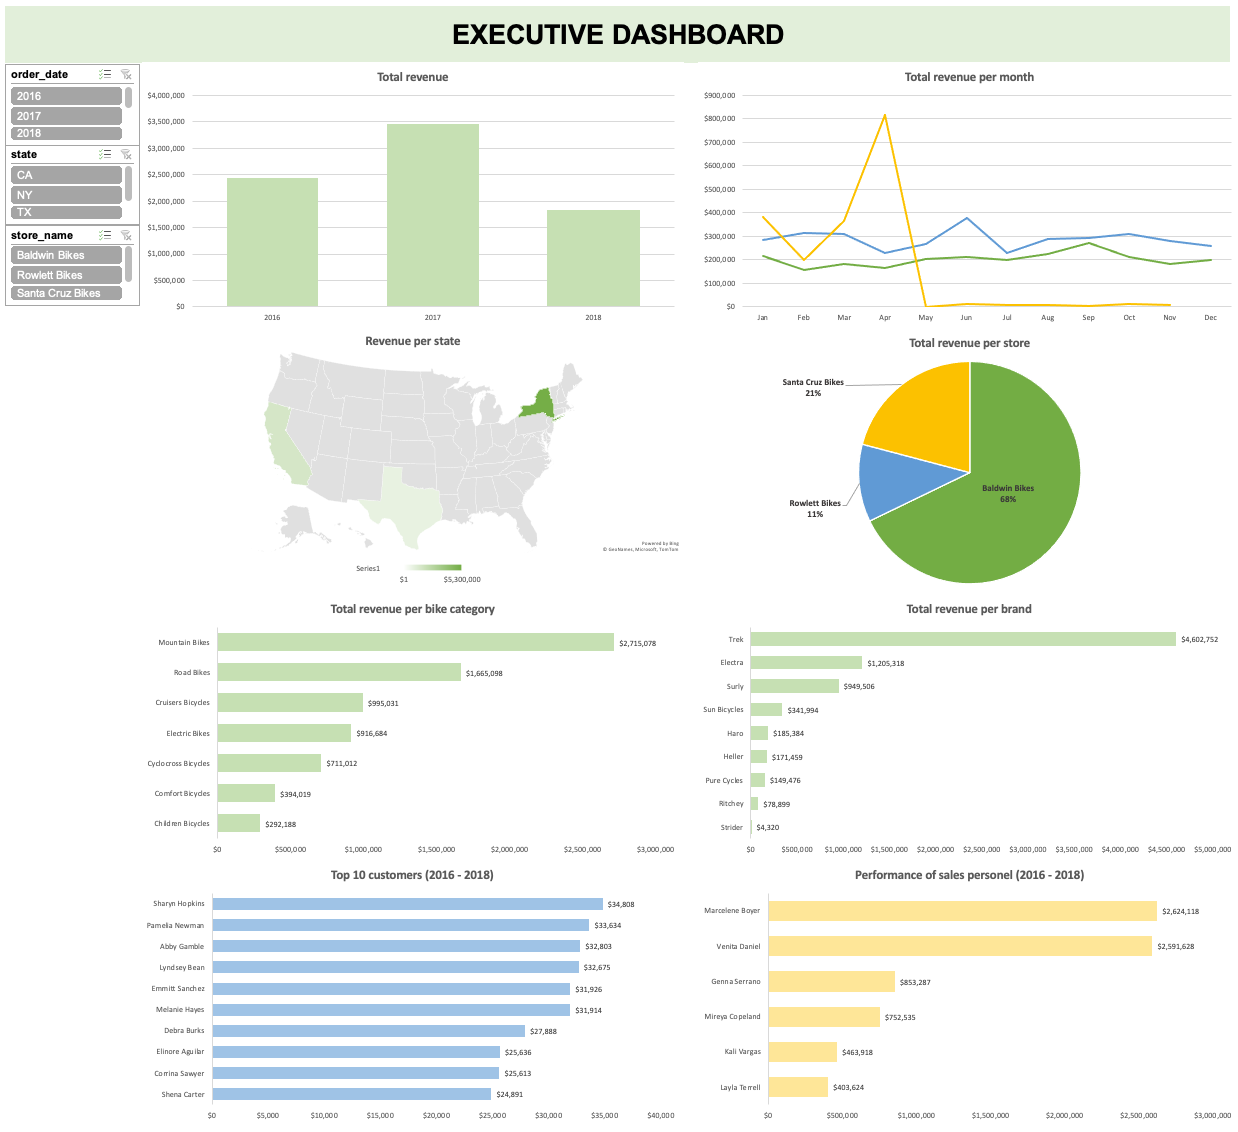 EXECUTIVE DASHBOARD
order_date
2016
2017
2018
state
CA
NY
TX
store_name
Baldwin Bikes
Rowlett Bikes
Santa Cruz Bikes
Total revenue
$4,000,000
$3,500,000
$3,000,000
$2,500,000
$2,000,000
$1,500,000
$1,000,000
$500,000
$0
2016 2017 2018
Total revenue per month
$900,000
$800,000
$700,000
$600,000
$500,000
$400,000
$300,000
$200,000
$100,000
$0
Jan Feb Mar Apr May Jun Jul Aug Sep Oct Nov Dec
Revenue per state
Powered by Bing
© GeoNames, Microsoft, TomTom
Series1
$1 $5,300,000
Total revenue per store
Santa Cruz Bikes
21%
Rowlett Bikes
11%
Baldwin Bikes
68%
Total revenue per bike category
Mountain Bikes $2,715,078
Road Bikes $1,665,098
Cruisers Bicycles $995,031
Electric Bikes $916,684
Cyclocross Bicycles $711,012
Comfort Bicycles $394,019
Children Bicycles $292,188
$0 $500,000 $1,000,000 $1,500,000 $2,000,000 $2,500,000 $3,000,000
Total revenue per brand
Trek $4,602,752
Electra $1,205,318
Surly $949,506
Sun Bicycles $341,994
Haro $185,384
Heller $171,459
Pure Cycles $149,476
Ritchey $78,899
Strider $4,320
$0 $500,000 $1,000,000 $1,500,000 $2,000,000 $2,500,000 $3,000,000 $3,500,000 $4,000,000 $4,500,000 $5,000,000
Top 10 customers (2016 - 2018)
Sharyn Hopkins $34,808
Pamelia Newman $33,634
Abby Gamble $32,803
Lyndsey Bean $32,675
Emmitt Sanchez $31,926
Melanie Hayes $31,914
Debra Burks $27,888
Elinore Aguilar $25,636
Corrina Sawyer $25,613
Shena Carter $24,891
$0 $5,000 $10,000 $15,000 $20,000 $25,000 $30,000 $35,000 $40,000
Performance of sales personel (2016 - 2018)
Marcelene Boyer $2,624,118
Venita Daniel $2,591,628
Genna Serrano $853,287
Mireya Copeland $752,535
Kali Vargas $463,918
Layla Terrell $403,624
$0 $500,000 $1,000,000 $1,500,000 $2,000,000 $2,500,000 $3,000,000